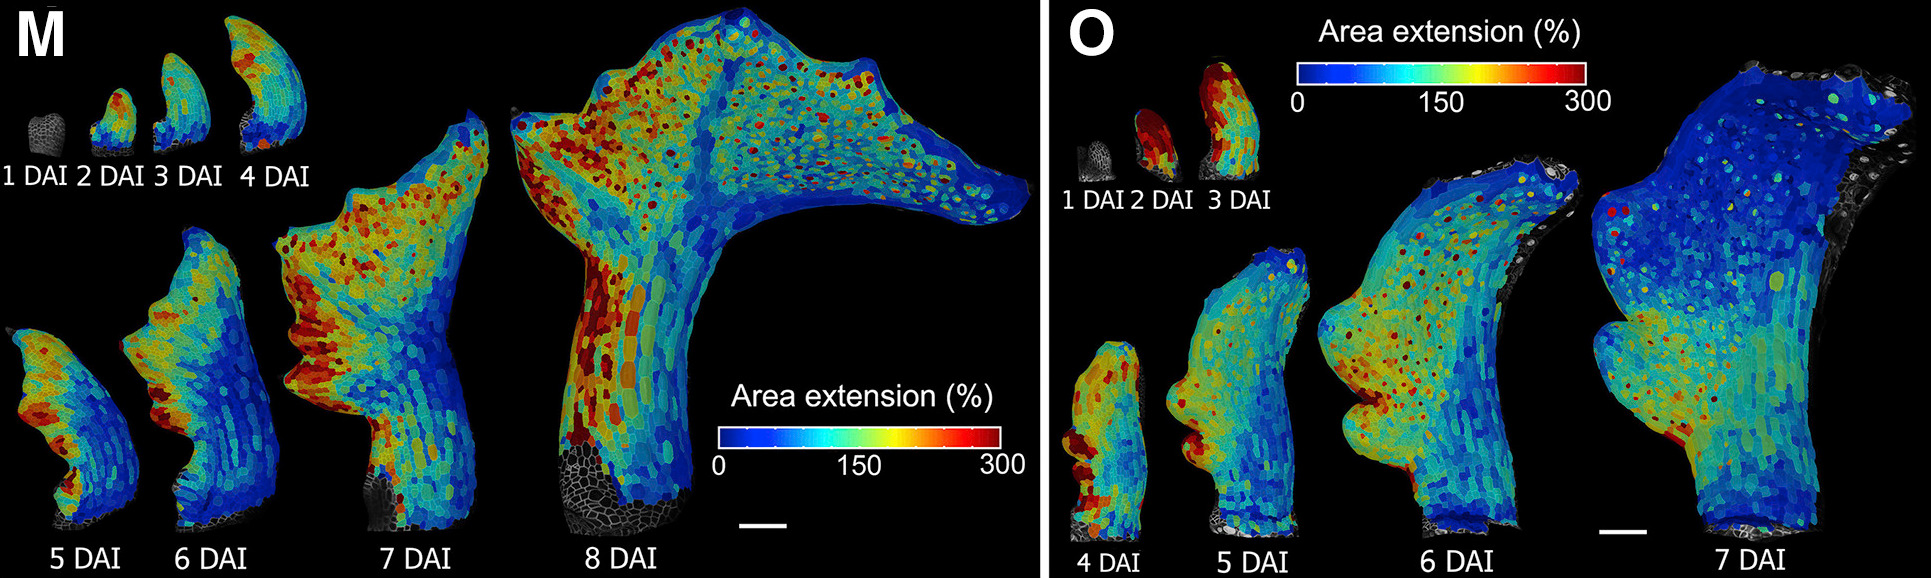 M
1 DAI 2 DAI 3 DAI 4 DAI
5 DAI 6 DAI 7 DAI 8 DAI
Area extension (%)
0 150 300
O
Area extension (%)
0 150 300
1 DAI 2 DAI 3 DAI
4 DAI 5 DAI 6 DAI 7 DAI